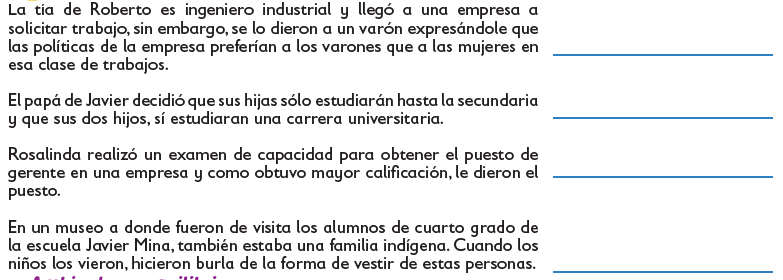 La tía de Roberto es ingeniero industrial y llegó a una empresa a
solicitar trabajo, sin embargo, se lo dieron a un varón expresándole que
las políticas de la empresa preferían a los varones que a las mujeres en
esa clase de trabajos.
El papá de Javier decidió que sus hijas sólo estudiarán hasta la secundaria
y que sus dos hijos, sí estudiaran una carrera universitaria.
Rosalinda realizó un examen de capacidad para obtener el puesto de
gerente en una empresa y como obtuvo mayor calificación, le dieron el
puesto.
En un museo a donde fueron de visita los alumnos de cuarto grado de
la escuela Javier Mina, también estaba una familia indígena. Cuando los
niños los vieron, hicieron burla de la forma de vestir de estas personas.